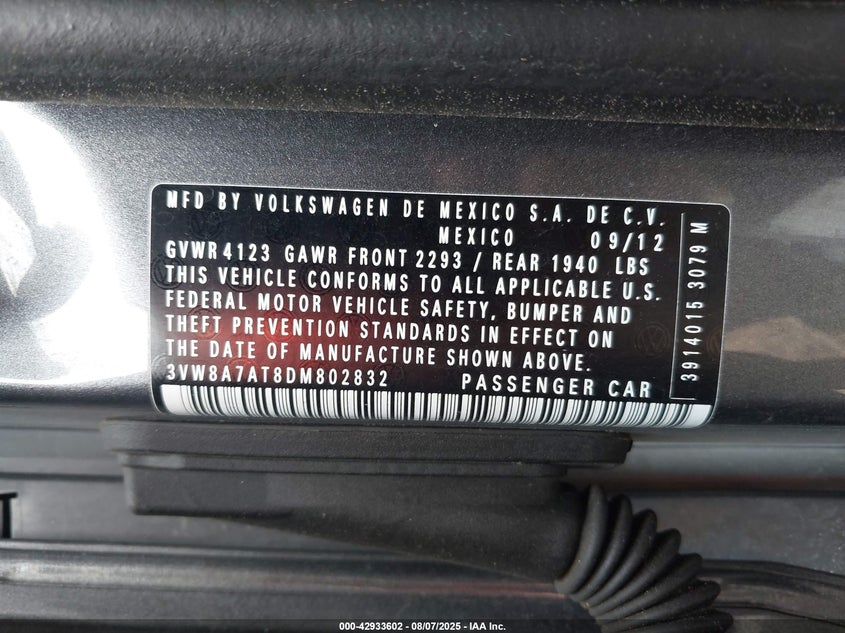 MFD BY VOLKSWAGEN DE MEXICO S.A. DE C.V.
MEXICO 09/12
GVWR 4123 GAWR FRONT 2293 / REAR 1940 LBS
THIS VEHICLE CONFORMS TO ALL APPLICABLE U.S.
FEDERAL MOTOR VEHICLE SAFETY, BUMPER AND
THEFT PREVENTION STANDARDS IN EFFECT ON
THE DATE OF MANUFACTURE SHOWN ABOVE.
3VW8A7AT8DM802832 PASSENGER CAR
3914015 3079 M
000-42933602 - 08/07/2025 - IAA Inc.